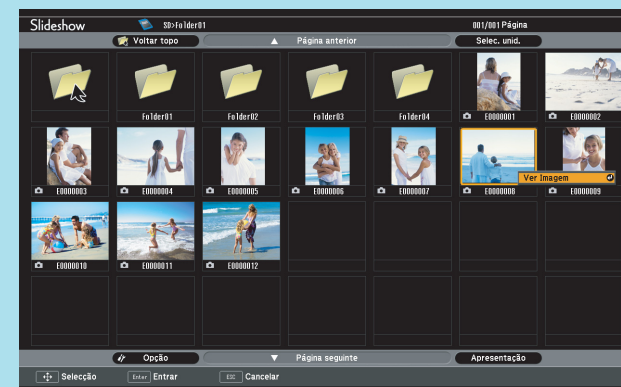 Slideshow SD>Folder01 001/001 Página
Voltar topo Página anterior Selec. unid.
Folder01 Folder02 Folder03 Folder04 E0000001 E0000002
Ver Imagem
E0000003 E0000004 E0000005 E0000006 E0000007 E0000008 E0000009
E0000010 E0000011 E0000012
Opção Página seguinte Apresentação
Selecção Enter Entrar ESC Cancelar